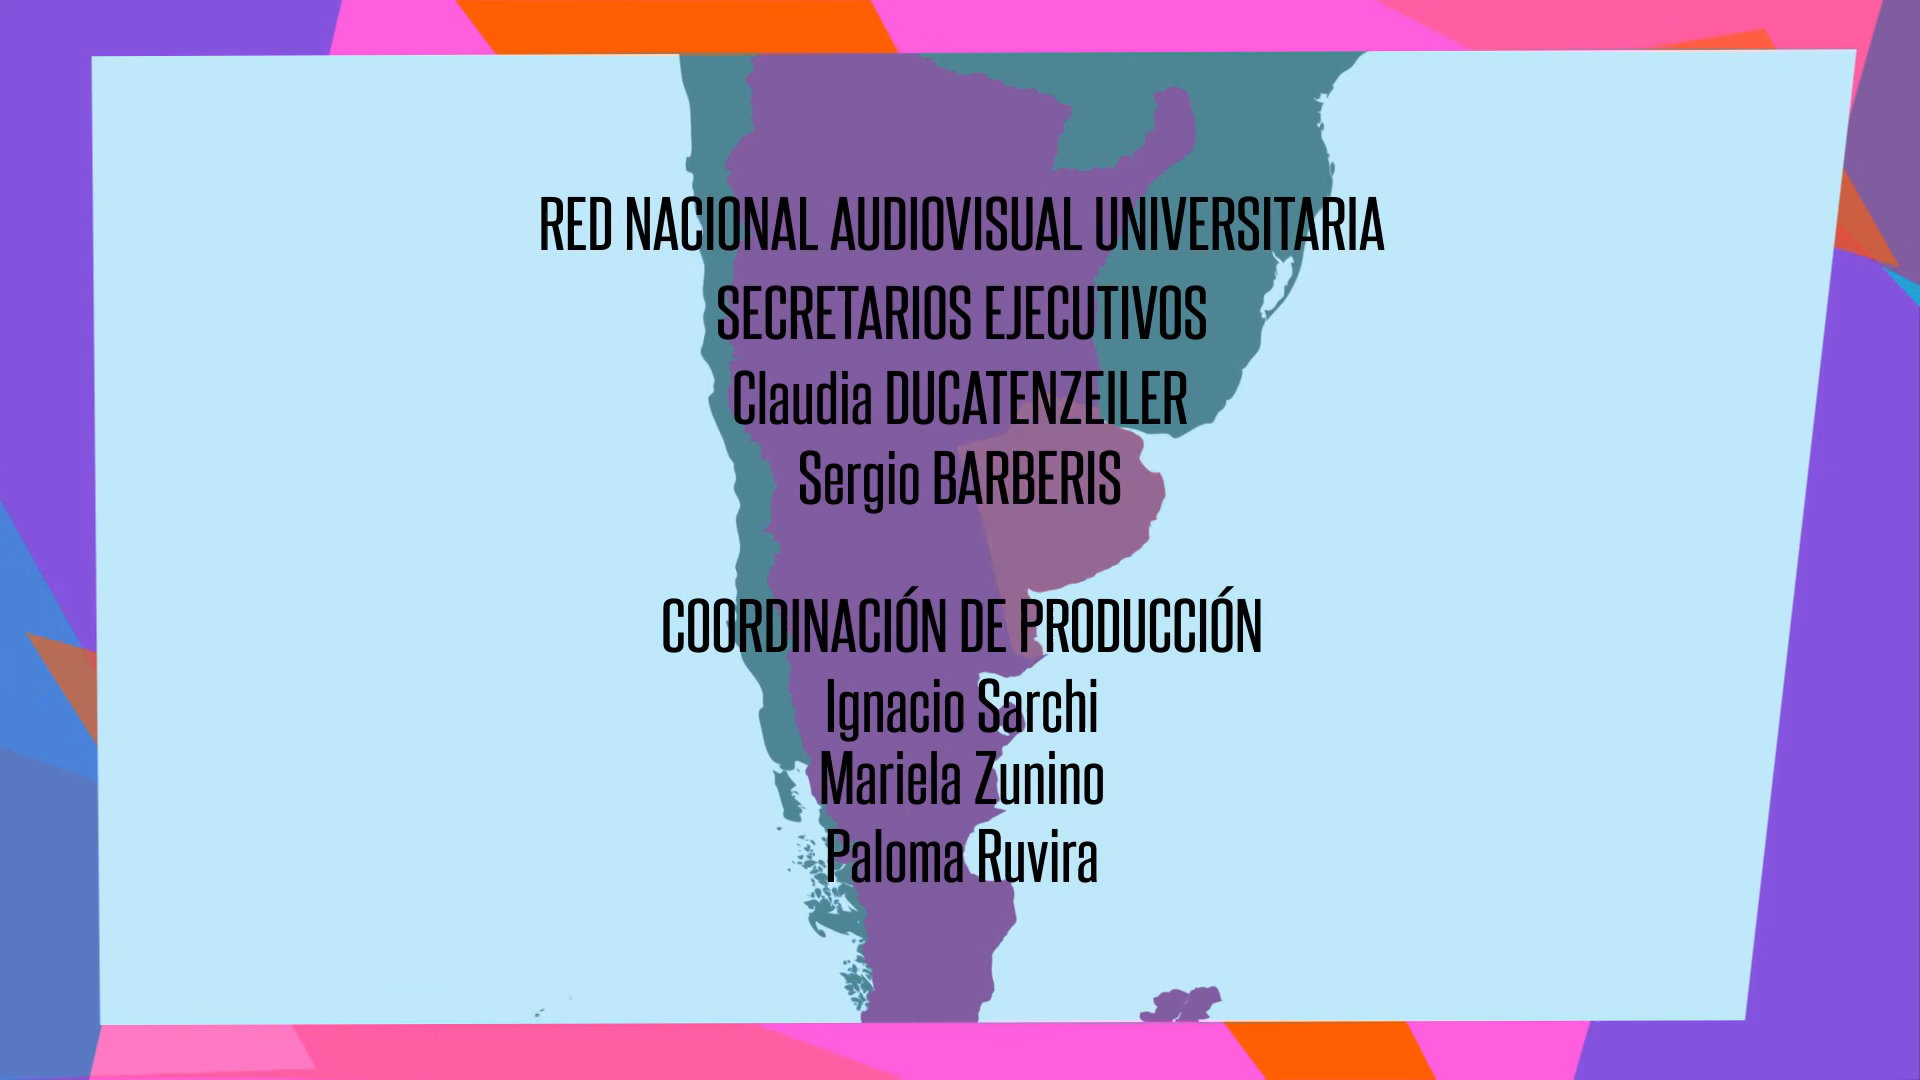 RED NACIONAL AUDIOVISUAL UNIVERSITARIA
SECRETARIOS EJECUTIVOS
Claudia DUCATENZEILER
Sergio BARBERIS
COORDINACIÓN DE PRODUCCIÓN
Ignacio Sarchi
Mariela Zunino
Paloma Ruvira